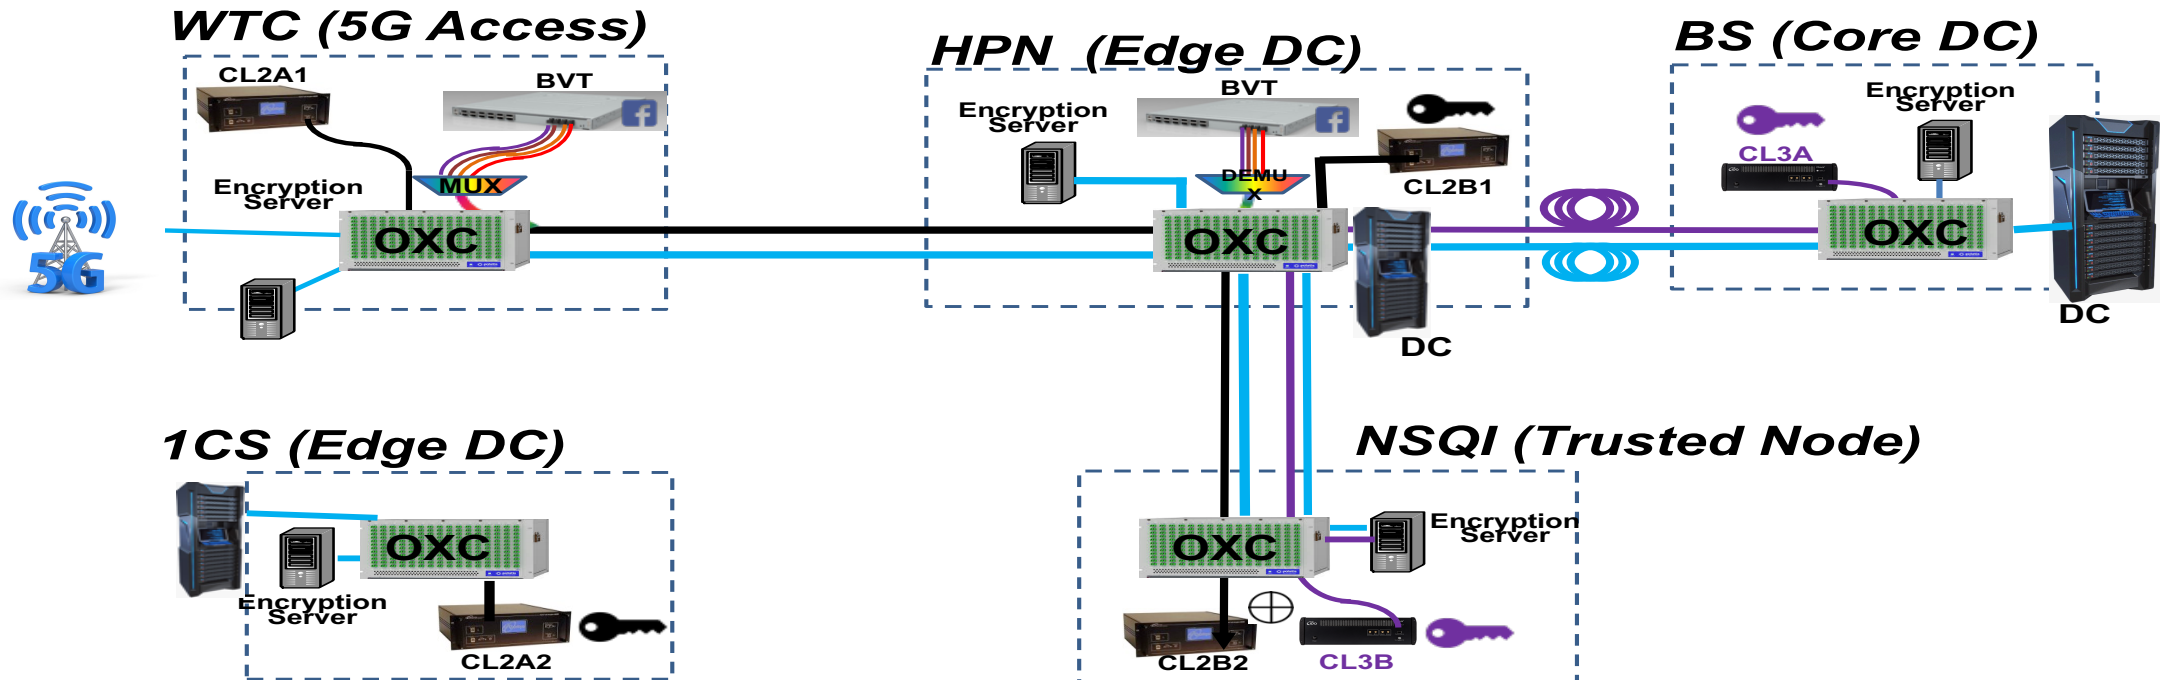 WTC (5G Access)
CL2A1
BVT
MUX
Encryption
Server
OXC
5G
HPN (Edge DC)
Encryption
Server
BVT
DEMU
X
CL2B1
OXC
DC
BS (Core DC)
Encryption
Server
CL3A
OXC
DC
1CS (Edge DC)
OXC
Encryption
Server
CL2A2
NSQI (Trusted Node)
OXC
Encryption
Server
CL2B2
CL3B